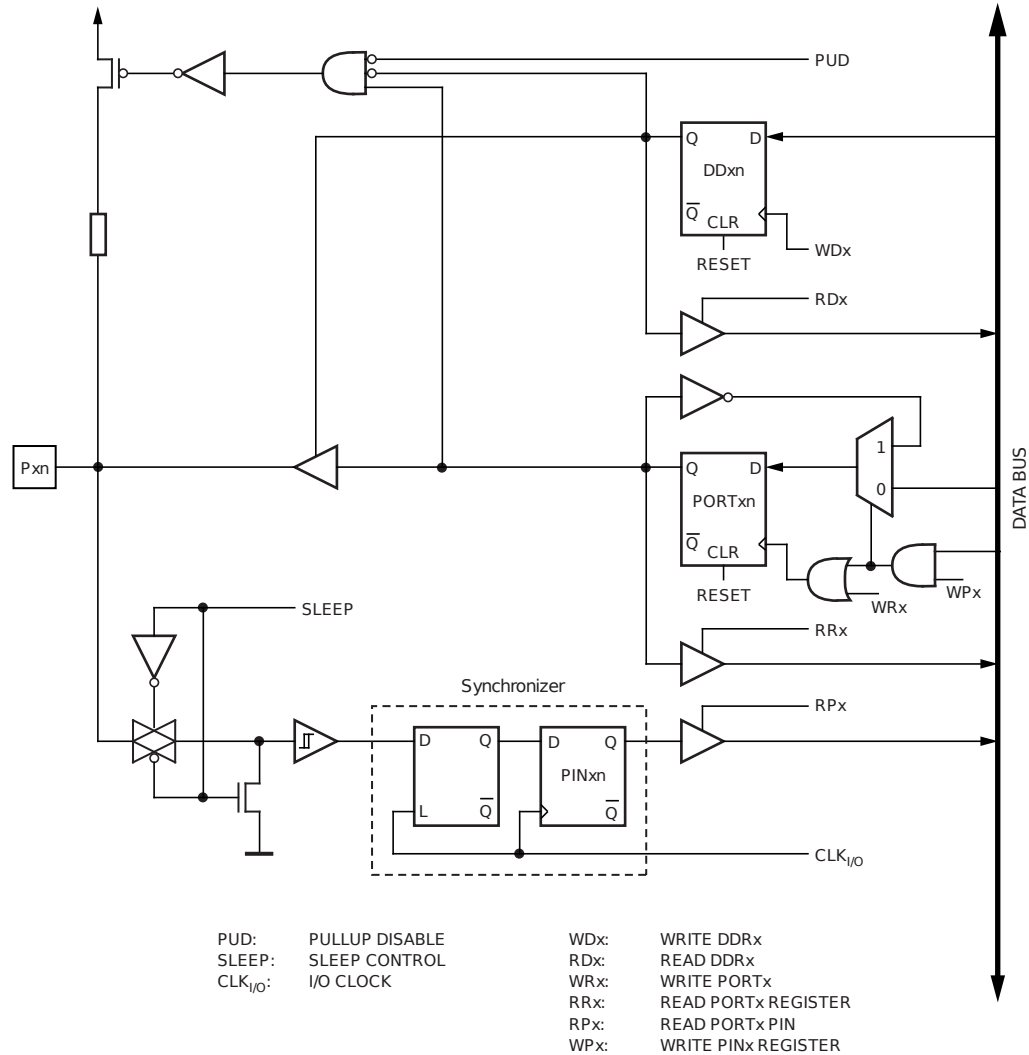 PUD
Q D
DDxn
Q
CLR
RESET
WDx
RDx
Pxn
1
Q D
0
PORTxn
Q
CLR
RESET
WRx
WPx
DATA BUS
SLEEP
RRx
Synchronizer
RPx
D Q
D Q
PINxn
L Q
Q
CLK I/O
PUD: PULLUP DISABLE
SLEEP: SLEEP CONTROL
CLK I/O: I/O CLOCK
WDx: WRITE DDRx
RDx: READ DDRx
WRx: WRITE PORTx
RRx: READ PORTx REGISTER
RPx: READ PORTx PIN
WPx: WRITE PINx REGISTER